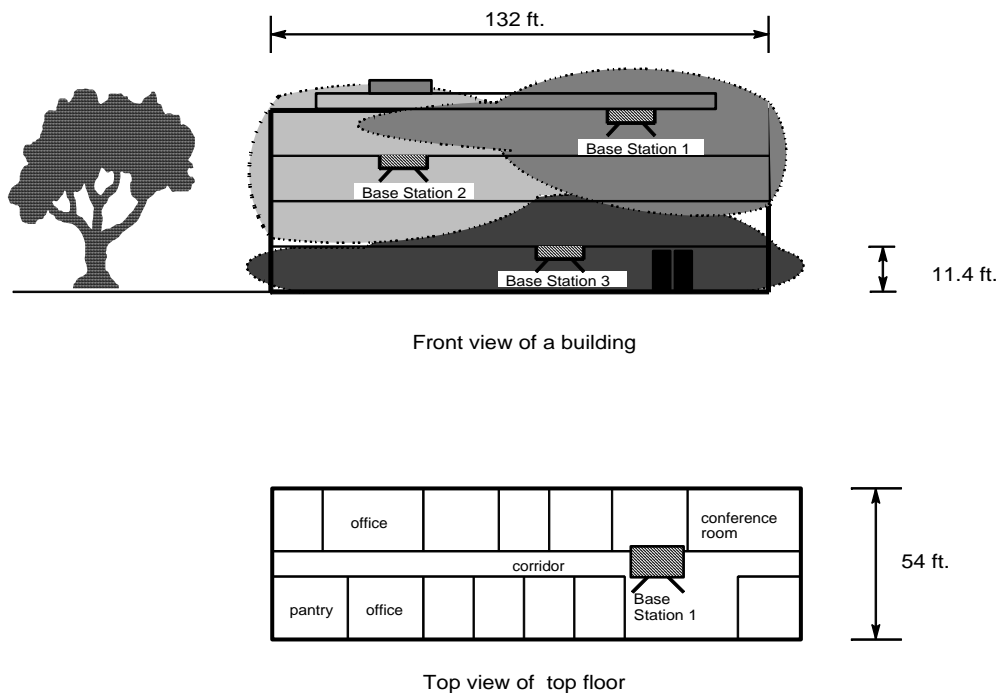 132 ft.
Base Station 1
Base Station 2
Base Station 3
11.4 ft.
Front view of a building
office
conference
room
corridor
54 ft.
pantry
office
Base
Station 1
Top view of top floor